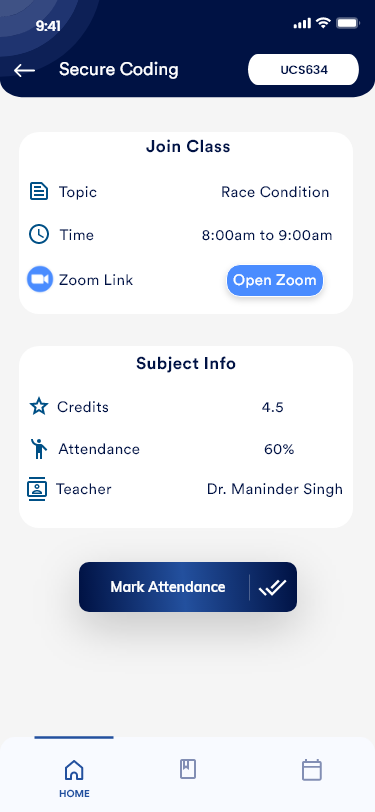 9:41
Secure Coding UCS634
Join Class
Topic Race Condition
Time 8:00am to 9:00am
Zoom Link Open Zoom
Subject Info
Credits 4.5
Attendance 60%
Teacher Dr. Maninder Singh
Mark Attendance
HOME